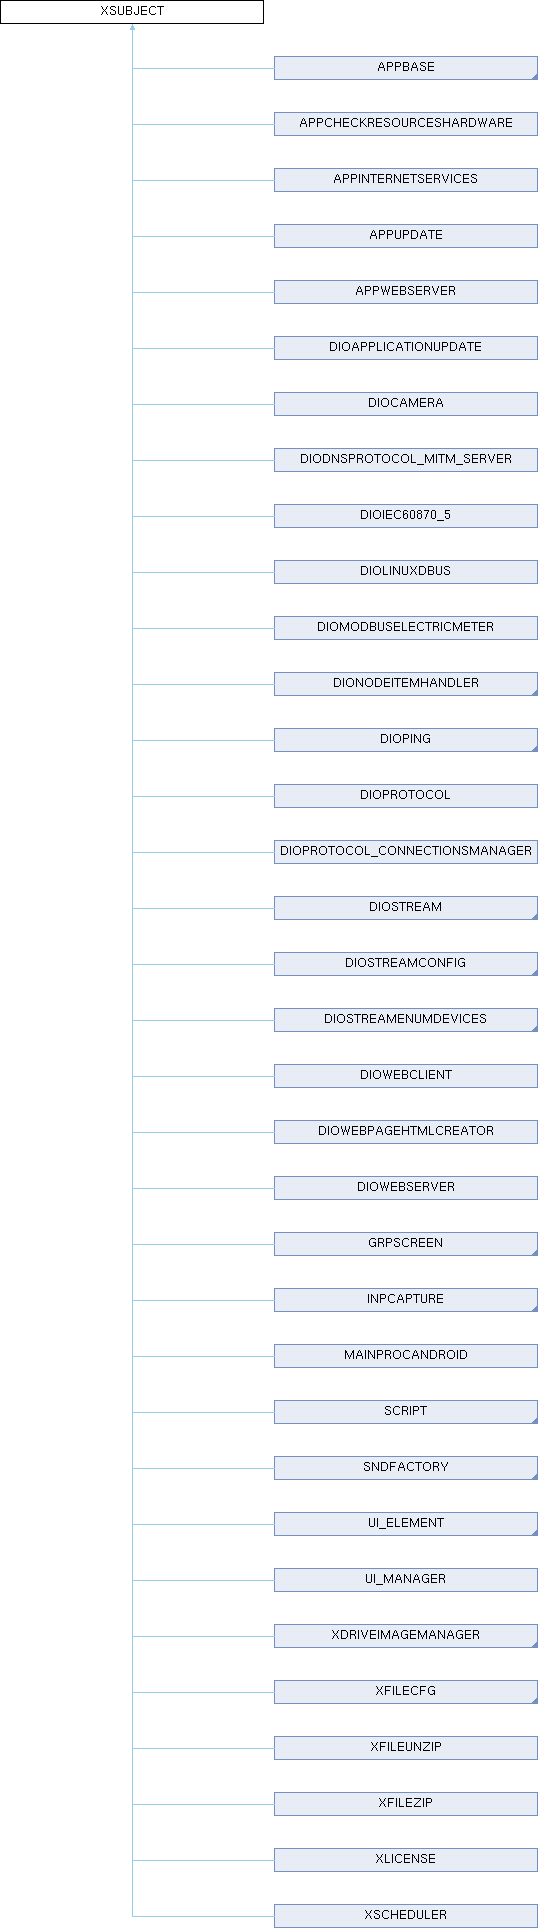 XSUBJECT
APPBASE
APPCHECKRESOURCESHARDWARE
APPINTERNETSERVICES
APPUPDATE
APPWEBSERVER
DIOAPPLICATIONUPDATE
DIOCAMERA
DIODNSPROTOCOL_MITM_SERVER
DIOIEC60870_5
DIOLINUXDBUS
DIOMODBUSELECTRICMETER
DIONODEITEMHANDLER
DIOPING
DIOPROTOCOL
DIOPROTOCOL_CONNECTIONSMANAGER
DIOSTREAM
DIOSTREAMCONFIG
DIOSTREAMENUMDEVICES
DIOWEBCLIENT
DIOWEBPAGEHTMLCREATOR
DIOWEBSERVER
GRPSCREEN
INPCAPTURE
MAINPROCANDROID
SCRIPT
SNDFACTORY
UI_ELEMENT
UI_MANAGER
XDRIVEIMAGEMANAGER
XFILECFG
XFILEUNZIP
XFILEZIP
XLICENSE
XSCHEDULER